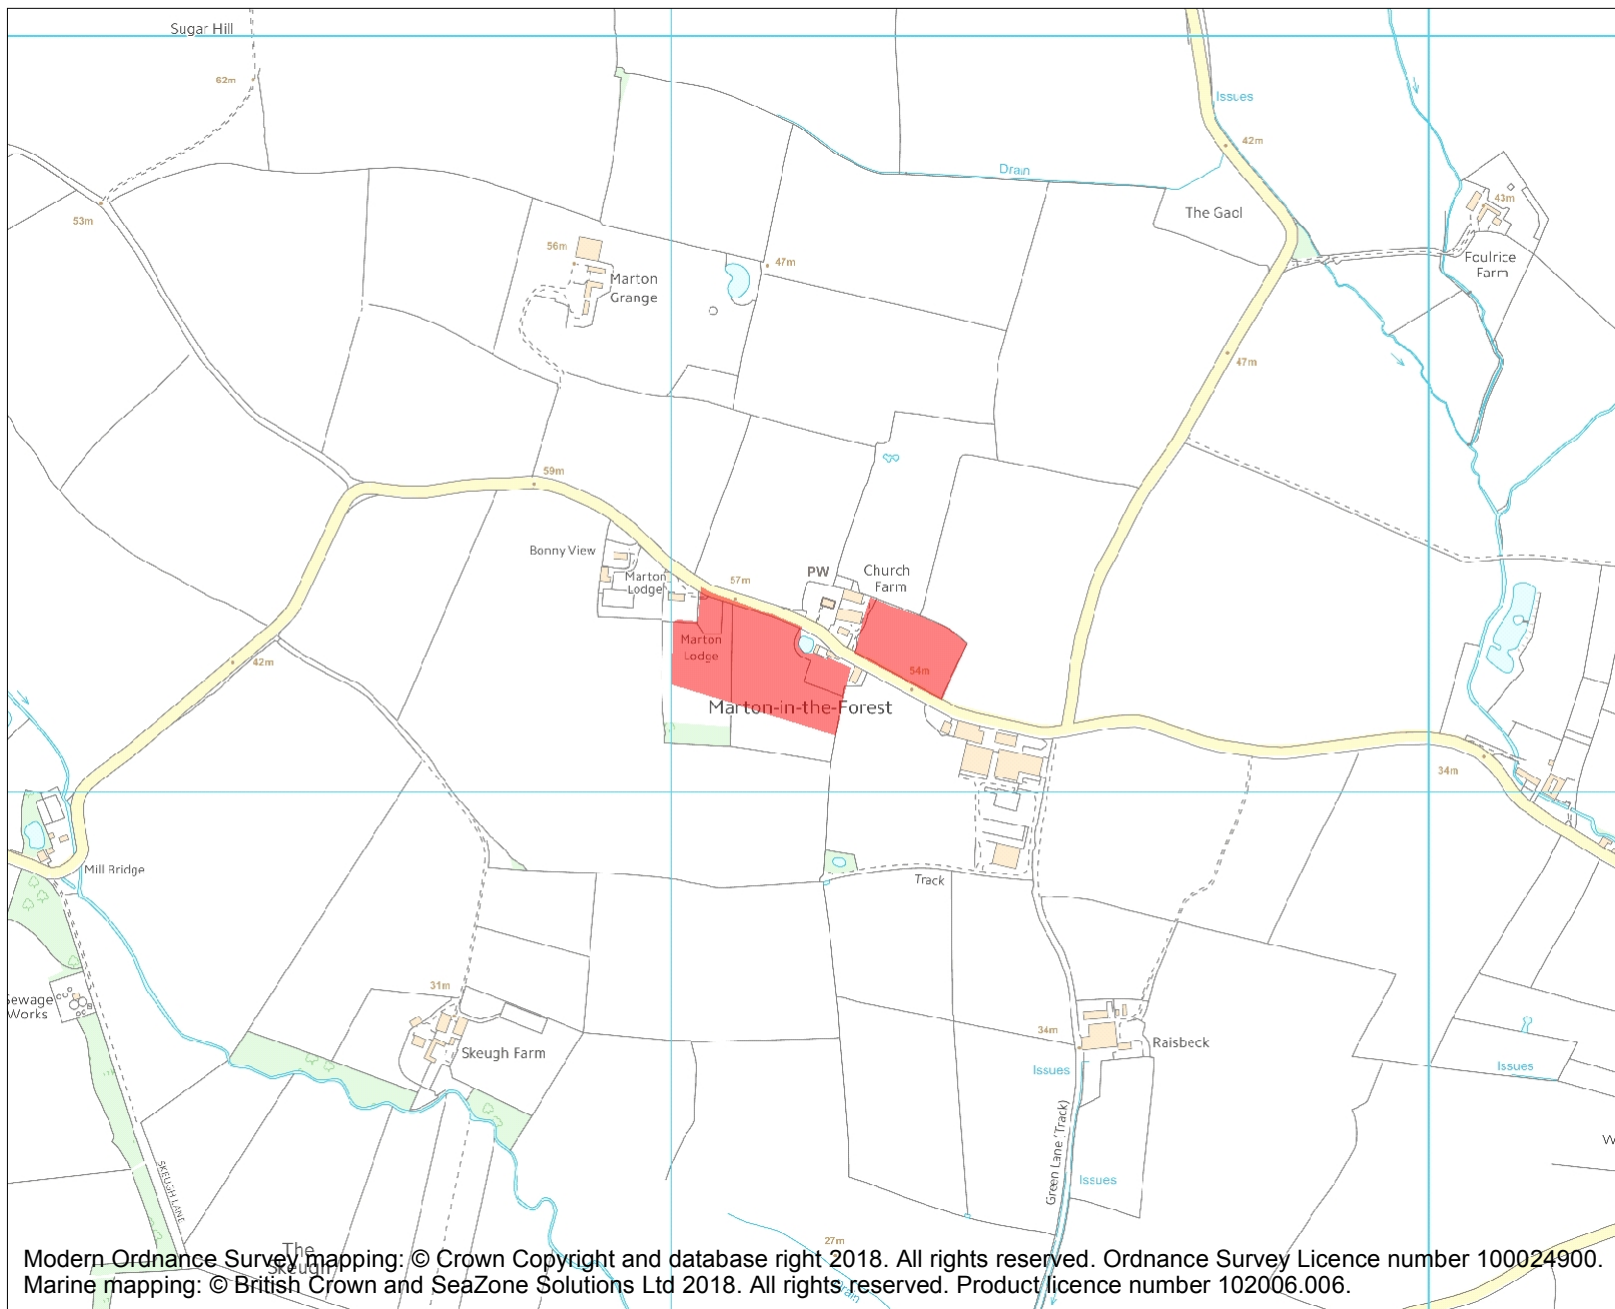 Sugar Hill
62m
Issues
42m
Drain
53m
The Gaol
43m
56m
47m
Marton
Grange
Foulrice
Farm
47m
59m
Bonny View
Marton
Lodge
57m
PW
Church
Farm
Marton
Lodge
42m
54m
Marton-in-the-Forest
34m
Mill Bridge
Track
31m
Sewage
Works
Skeugh Farm
34m
Raisbeck
Issues
Issues
Green Lane (Track)
W
SKEUGH LANE
Issues
27m
Drain
The
Skeugh
Modern Ordnance Survey mapping: © Crown Copyright and database right 2018. All rights reserved. Ordnance Survey Licence number 100024900.
Marine mapping: © British Crown and SeaZone Solutions Ltd 2018. All rights reserved. Product licence number 102006.006.